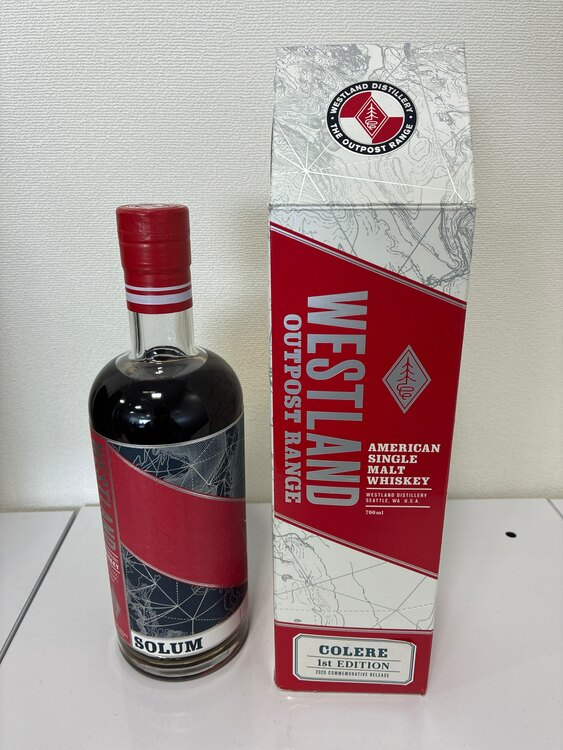 WESTLAND DISTILLERY
THE OUTPOST RANGE
WESTLAND
OUTPOST RANGE
AMERICAN
SINGLE
MALT
WHISKEY
WESTLAND DISTILLERY
SEATTLE, WA U.S.A.
700ml
COLERE
1st EDITION
2020 COMMEMORATIVE RELEASE
SOLUM